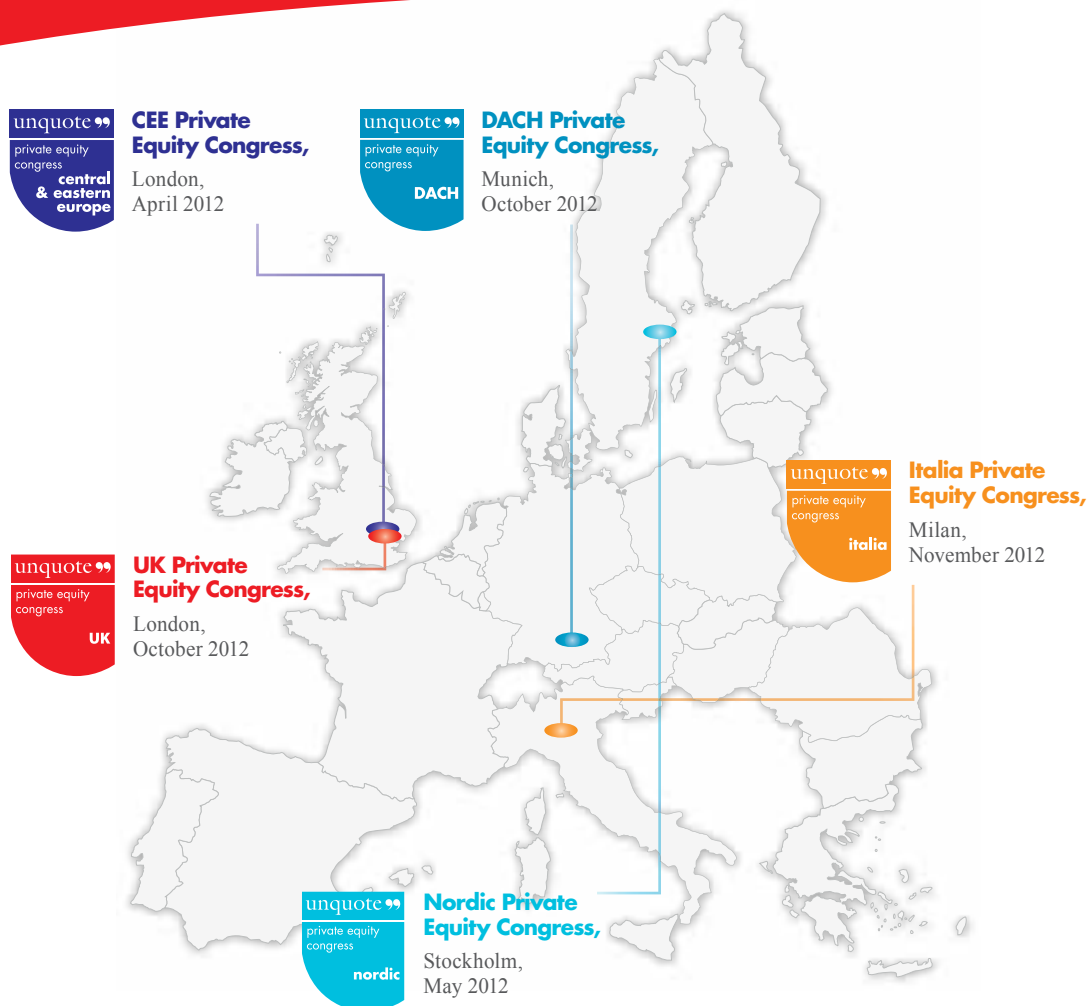 unquote ”
private equity
congress
central
& eastern
europe
CEE Private
Equity Congress,
London,
April 2012
unquote ”
private equity
congress
DACH
DACH Private
Equity Congress,
Munich,
October 2012
unquote ”
private equity
congress
italia
Italia Private
Equity Congress,
Milan,
November 2012
unquote ”
private equity
congress
UK
UK Private
Equity Congress,
London,
October 2012
unquote ”
private equity
congress
nordic
Nordic Private
Equity Congress,
Stockholm,
May 2012